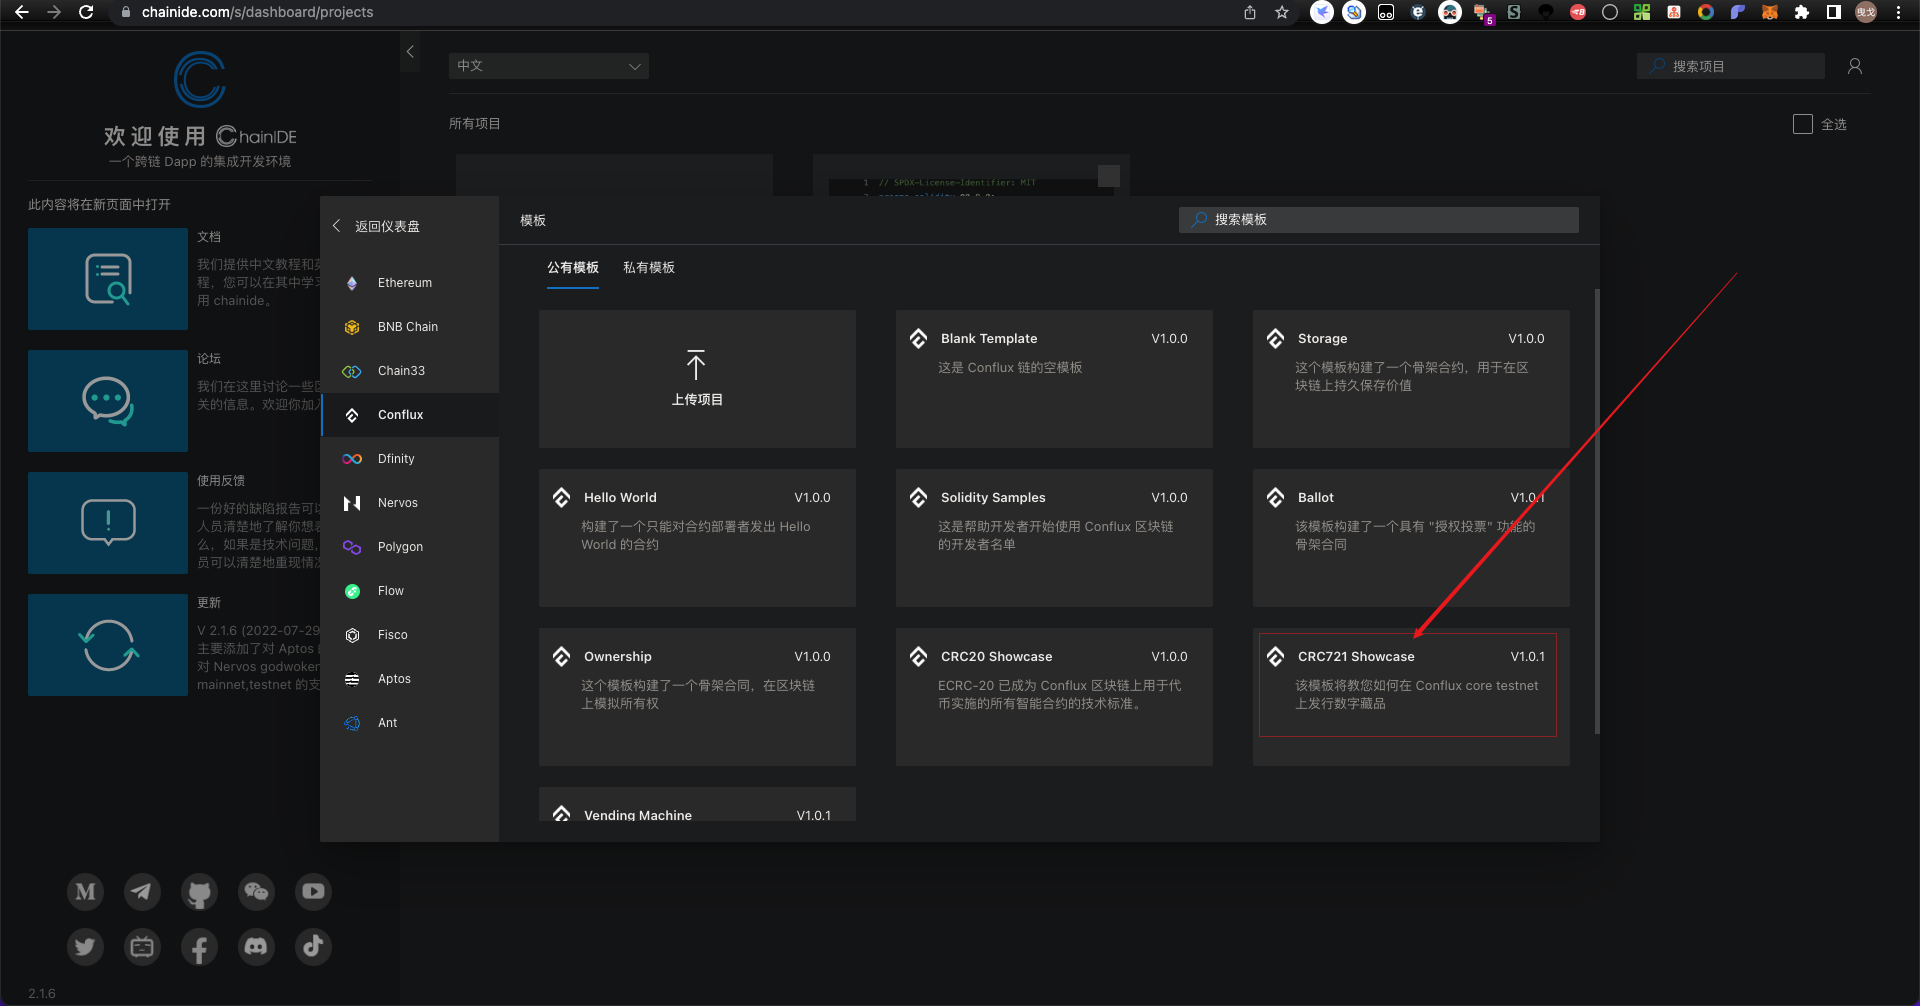 chainide.com/s/dashboard/projects
5
曳戈
中文
搜索项目
所有项目
全选
欢迎使用 ChainIDE
一个跨链 Dapp 的集成开发环境
此内容将在新页面中打开
文档
我们提供中文教程和英
程，您可以在其中学习
用 chainide。
论坛
我们在这里讨论一些区
关的信息。欢迎你加入
使用反馈
一份好的缺陷报告可以
人员清楚地了解你想表
么，如果是技术问题，
员可以清楚地重现情况
更新
V 2.1.6 (2022-07-29
主要添加了对 Aptos
对 Nervos godwoken
mainnet,testnet 的支
2.1.6
1 // SPDX-License-Identifier: MIT
返回仪表盘
Ethereum
BNB Chain
Chain33
Conflux
Dfinity
Nervos
Polygon
Flow
Fisco
Aptos
Ant
模板
搜索模板
公有模板
私有模板
上传项目
Blank Template V1.0.0
这是 Conflux 链的空模板
Storage V1.0.0
这个模板构建了一个骨架合约，用于在区
块链上持久保存价值
Hello World V1.0.0
构建了一个只能对合约部署者发出 Hello
World 的合约
Solidity Samples V1.0.0
这是帮助开发者开始使用 Conflux 区块链
的开发者名单
Ballot V1.0.1
该模板构建了一个具有 "授权投票" 功能的
骨架合同
Ownership V1.0.0
这个模板构建了一个骨架合同，在区块链
上模拟所有权
CRC20 Showcase V1.0.0
ECRC-20 已成为 Conflux 区块链上用于代
币实施的所有智能合约的技术标准。
CRC721 Showcase V1.0.1
该模板将教您如何在 Conflux core testnet
上发行数字藏品
Vending Machine V1.0.1